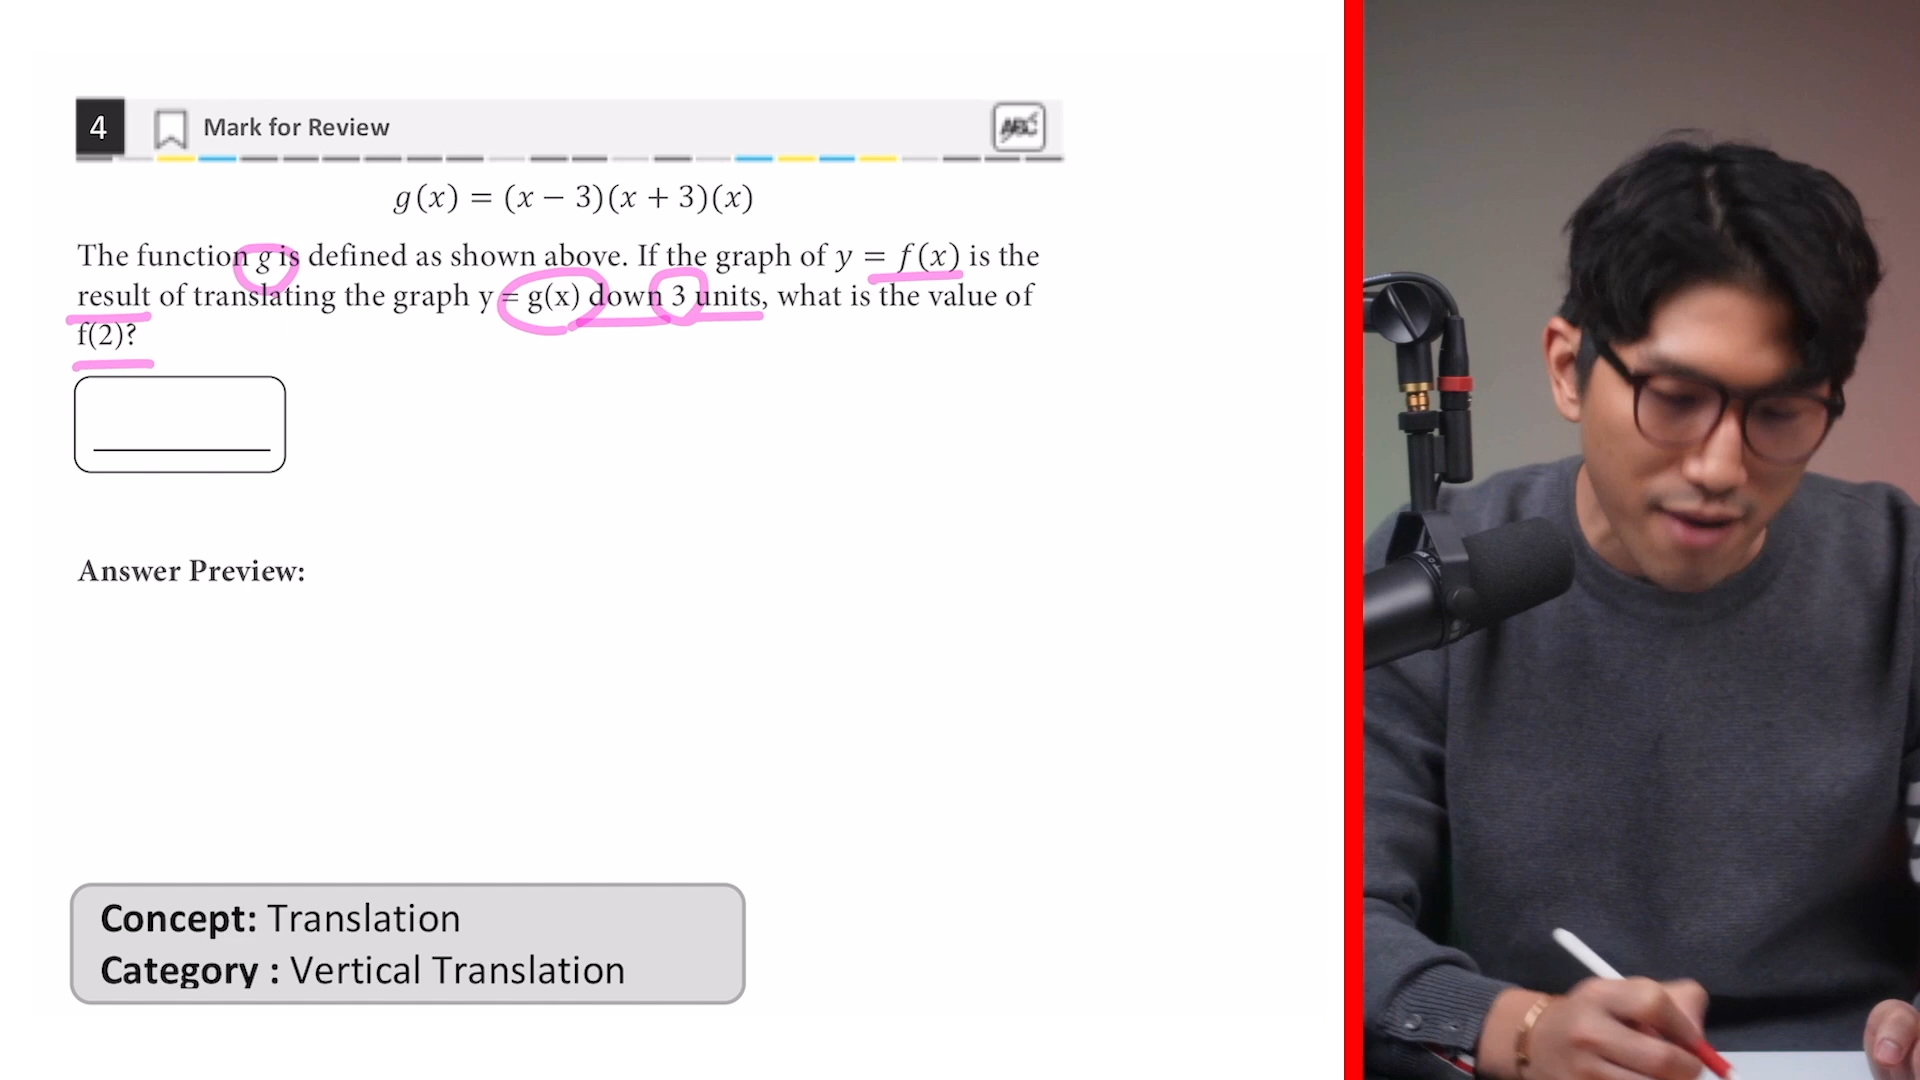 4 Mark for Review ABC
g(x) = (x − 3)(x + 3)(x)
The function g is defined as shown above. If the graph of y = f(x) is the
result of translating the graph y = g(x) down 3 units, what is the value of
f(2)?
Answer Preview:
Concept: Translation
Category : Vertical Translation